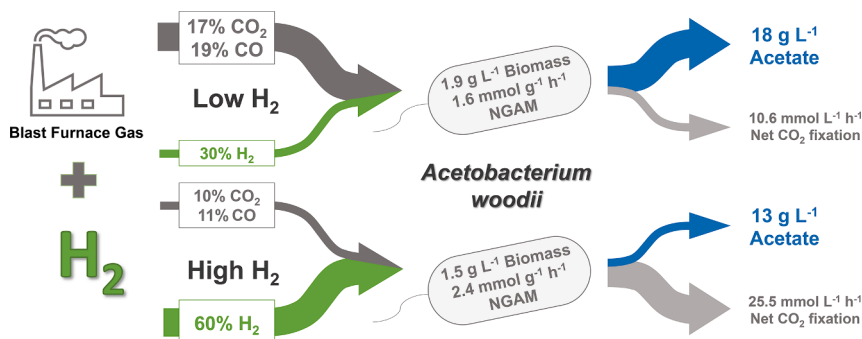 17% CO₂
19% CO
Low H₂
30% H₂
Blast Furnace Gas
H₂
10% CO₂
11% CO
High H₂
60% H₂
1.9 g L⁻¹ Biomass
1.6 mmol g⁻¹ h⁻¹
NGAM
Acetobacterium
woodii
1.5 g L⁻¹ Biomass
2.4 mmol g⁻¹ h⁻¹
NGAM
18 g L⁻¹
Acetate
10.6 mmol L⁻¹ h⁻¹
Net CO₂ fixation
13 g L⁻¹
Acetate
25.5 mmol L⁻¹ h⁻¹
Net CO₂ fixation